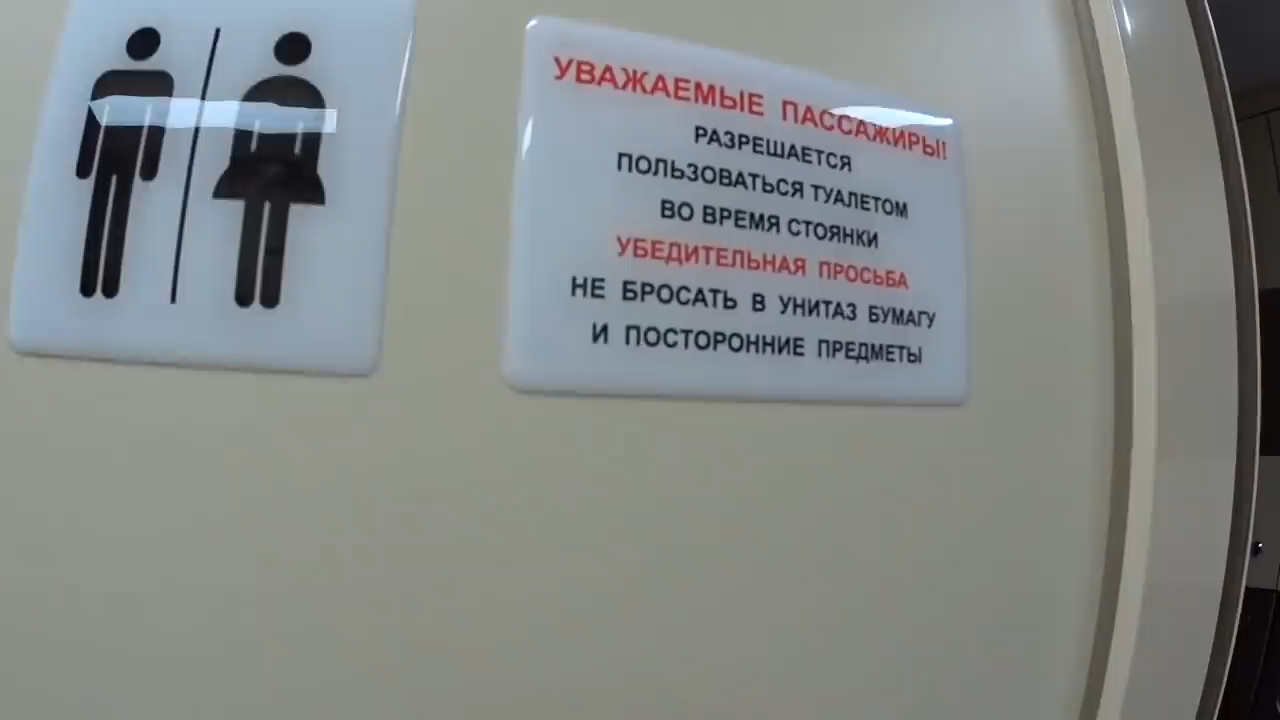 УВАЖАЕМЫЕ ПАССАЖИРЫ!
РАЗРЕШАЕТСЯ
ПОЛЬЗОВАТЬСЯ ТУАЛЕТОМ
ВО ВРЕМЯ СТОЯНКИ
УБЕДИТЕЛЬНАЯ ПРОСЬБА
НЕ БРОСАТЬ В УНИТАЗ БУМАГУ
И ПОСТОРОННИЕ ПРЕДМЕТЫ